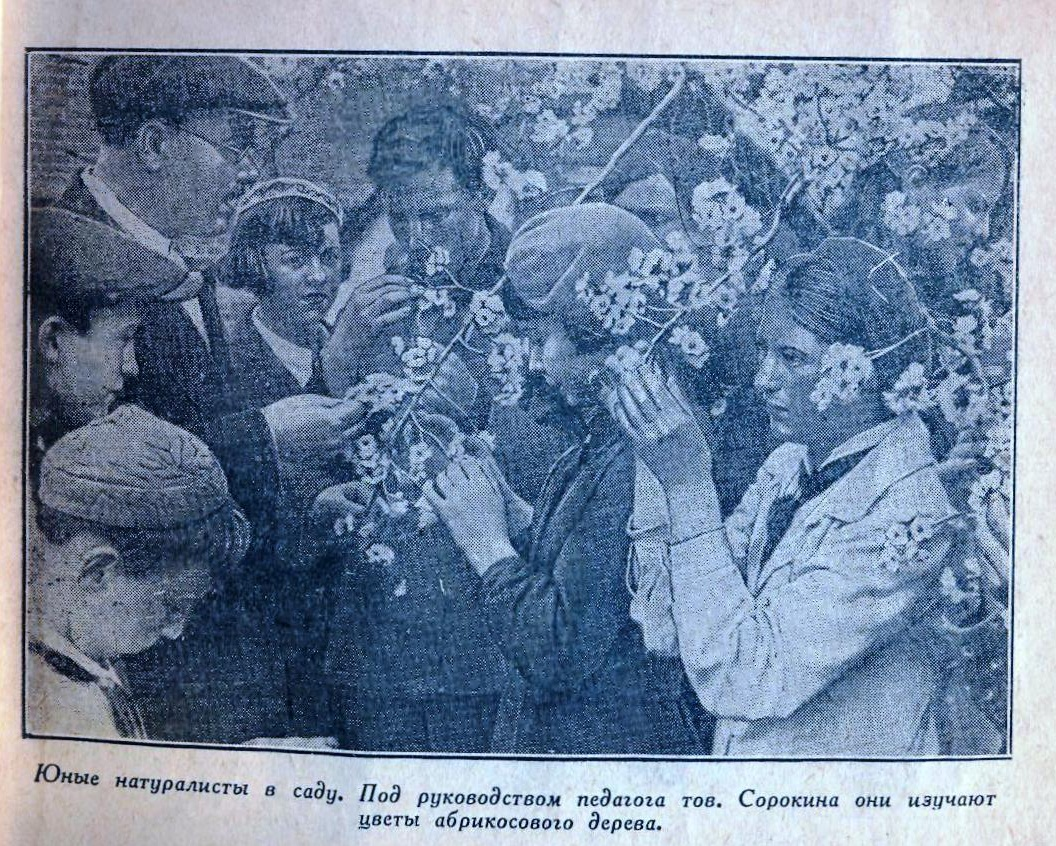 Юные натуралисты в саду. Под руководством педагога тов. Сорокина они изучают
цветы абрикосового дерева.